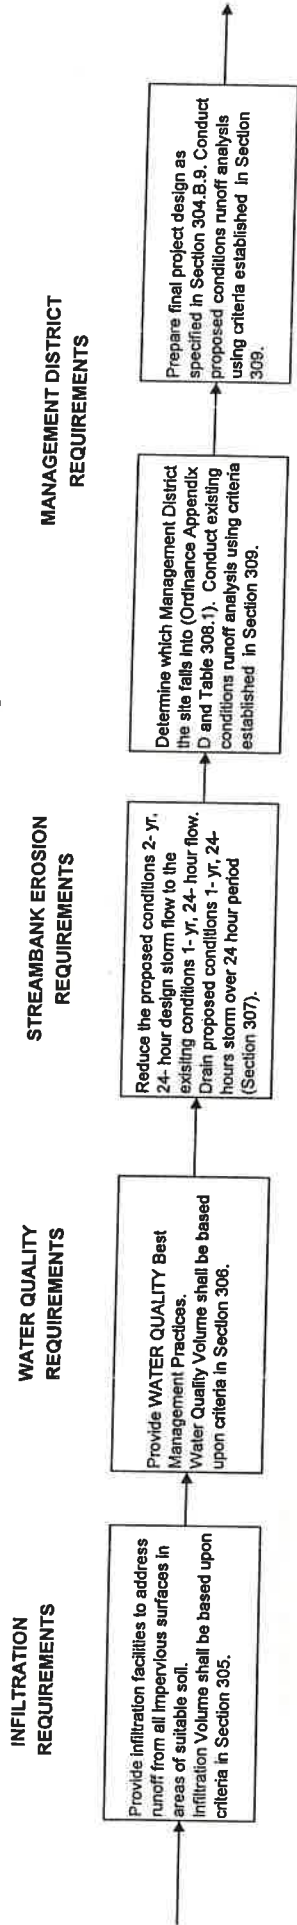 INFILTRATION
REQUIREMENTS
Provide infiltration facilities to address
runoff from all impervious surfaces in
areas of suitable soil.
Infiltration Volume shall be based upon
criteria in Section 305.
WATER QUALITY
REQUIREMENTS
Provide WATER QUALITY Best
Management Practices.
Water Quality Volume shall be based
upon criteria in Section 306.
STREAMBANK EROSION
REQUIREMENTS
Reduce the proposed conditions 2- yr,
24- hour design storm flow to the
exisitng conditions 1- yr, 24- hour flow.
Drain proposed conditions 1- yr, 24-
hours storm over 24 hour period
(Section 307).
MANAGEMENT DISTRICT
REQUIREMENTS
Determine which Management District
the site falls into (Ordinance Appendix
D and Table 308.1). Conduct existing
conditions runoff analysis using criteria
established in Section 309.
Prepare final project design as
specified in Section 304.B.9. Conduct
proposed conditions runoff analysis
using criteria established in Section
309.